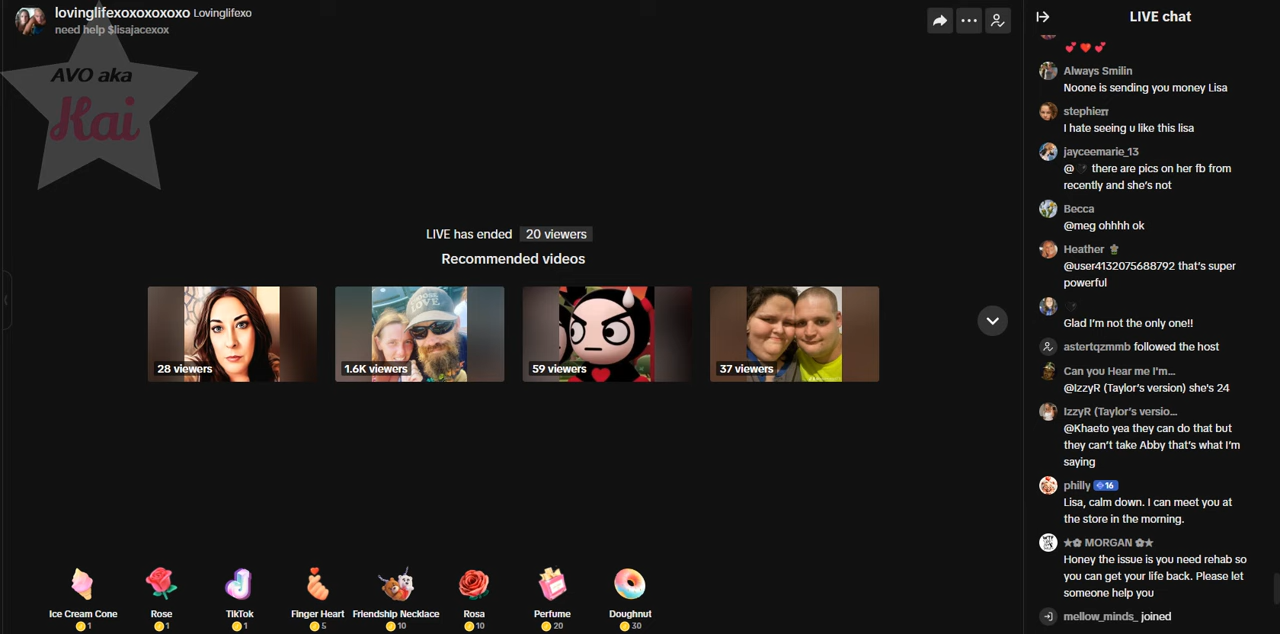 lovinglifexoxoxoxoxo Lovinglifexo
need help $lisajacexox
AVO aka
Kai
LIVE has ended 20 viewers
Recommended videos
28 viewers
1.6K viewers
59 viewers
37 viewers
Ice Cream Cone
1
Rose
1
TikTok
1
Finger Heart
5
Friendship Necklace
10
Rosa
10
Perfume
20
Doughnut
30
LIVE chat
Always Smilin
Noone is sending you money Lisa
stephierr
I hate seeing u like this lisa
jayceemarie_13
@ there are pics on her fb from
recently and she's not
Becca
@meg ohhhh ok
Heather
@user4132075688792 that's super
powerful
Glad I'm not the only one!!
astertqzmmb followed the host
Can you Hear me I'm...
@IzzyR (Taylor's version) she's 24
IzzyR (Taylor's versio...
@Khaeto yea they can do that but
they can't take Abby that's what I'm
saying
philly 16
Lisa, calm down. I can meet you at
the store in the morning.
★✿ MORGAN ✿★
Honey the issue is you need rehab so
you can get your life back. Please let
someone help you
mellow_minds_ joined